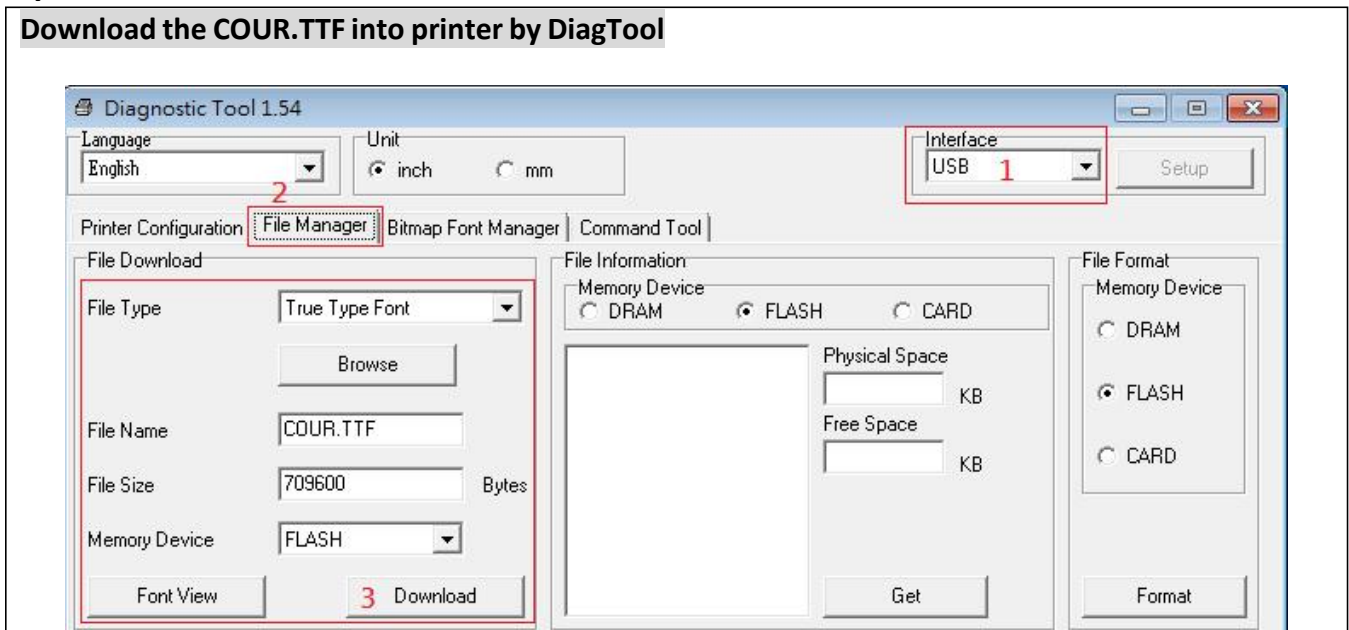 Download the COUR.TTF into printer by DiagTool
Diagnostic Tool 1.54
Language
Unit
Interface
English
inch
mm
USB
1
Setup
2
Printer Configuration
File Manager
Bitmap Font Manager
Command Tool
File Download
File Type
True Type Font
Browse
File Name
COUR.TTF
File Size
709600
Bytes
Memory Device
FLASH
Font View
3
Download
File Information
Memory Device
DRAM
FLASH
CARD
Physical Space
KB
Free Space
KB
Get
File Format
Memory Device
DRAM
FLASH
CARD
Format